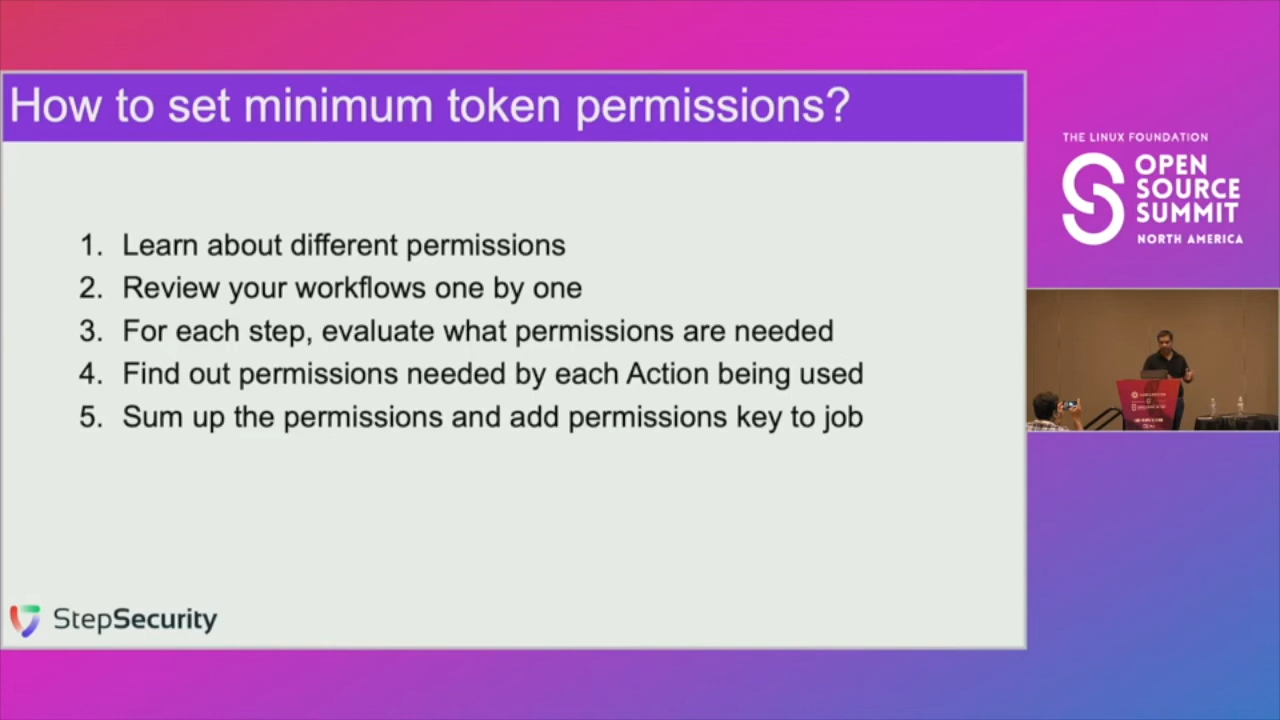 How to set minimum token permissions?
1. Learn about different permissions
2. Review your workflows one by one
3. For each step, evaluate what permissions are needed
4. Find out permissions needed by each Action being used
5. Sum up the permissions and add permissions key to job
StepSecurity
THE LINUX FOUNDATION
OPEN
SOURCE
SUMMIT
NORTH AMERICA